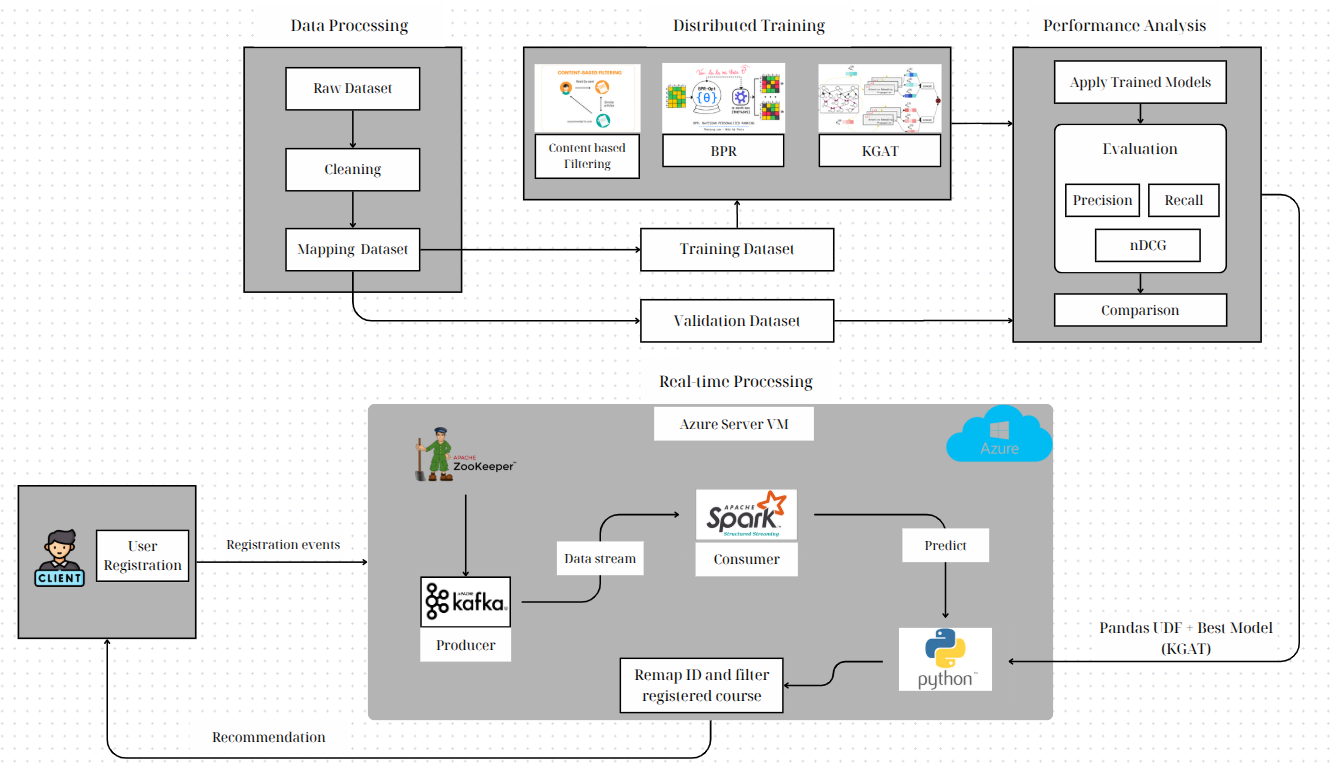 Data Processing
Distributed Training
Performance Analysis
Raw Dataset
Cleaning
Mapping Dataset
CONTENT-BASED FILTERING
Content based
Filtering
BPR-Opt
BPR
KGAT
Training Dataset
Validation Dataset
Apply Trained Models
Evaluation
Precision
Recall
nDCG
Comparison
Real-time Processing
Azure Server VM
Azure
APACHE
ZooKeeper™
CLIENT
User
Registration
Registration events
APACHE
kafka
Producer
Data stream
APACHE
Spark
Structured Streaming
Consumer
Predict
python™
Pandas UDF + Best Model
(KGAT)
Remap ID and filter
registered course
Recommendation